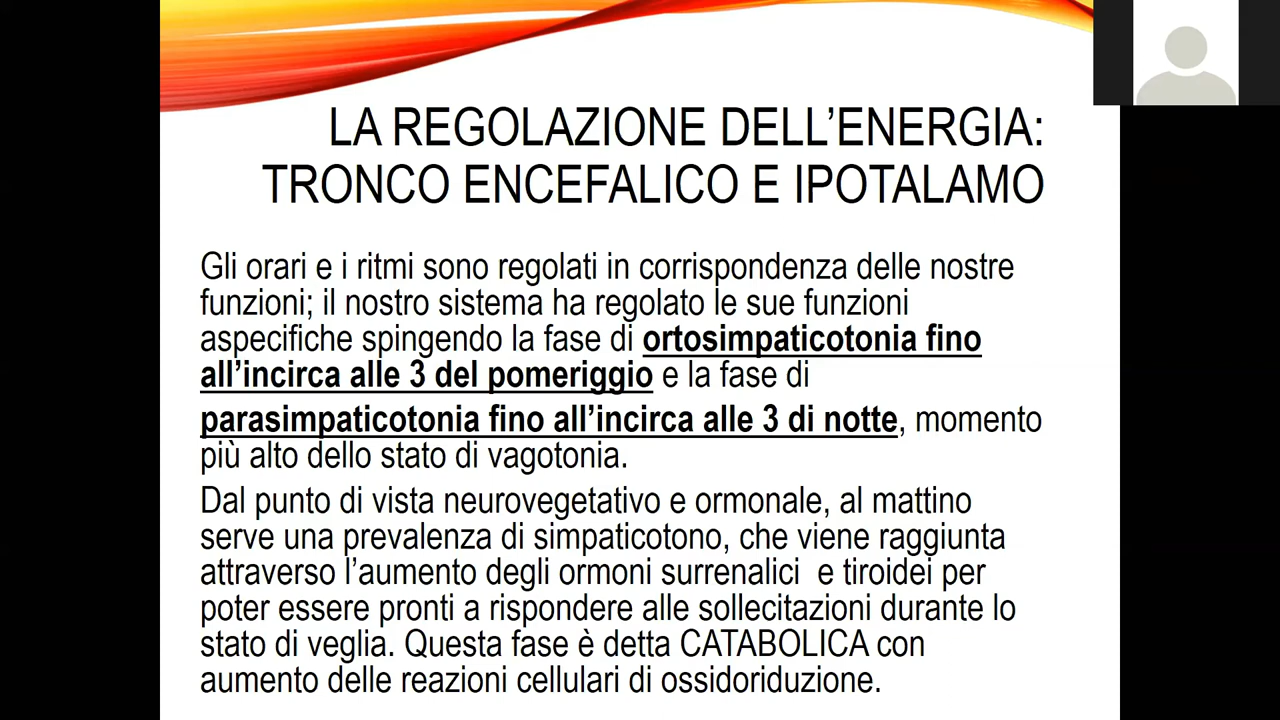 LA REGOLAZIONE DELL’ENERGIA:
TRONCO ENCEFALICO E IPOTALAMO
Gli orari e i ritmi sono regolati in corrispondenza delle nostre
funzioni; il nostro sistema ha regolato le sue funzioni
aspecifiche spingendo la fase di ortosimpaticotonia fino
all’incirca alle 3 del pomeriggio e la fase di
parasimpaticotonia fino all’incirca alle 3 di notte, momento
più alto dello stato di vagotonia.
Dal punto di vista neurovegetativo e ormonale, al mattino
serve una prevalenza di simpaticotono, che viene raggiunta
attraverso l’aumento degli ormoni surrenalici  e tiroidei per
poter essere pronti a rispondere alle sollecitazioni durante lo
stato di veglia. Questa fase è detta CATABOLICA con
aumento delle reazioni cellulari di ossidoriduzione.